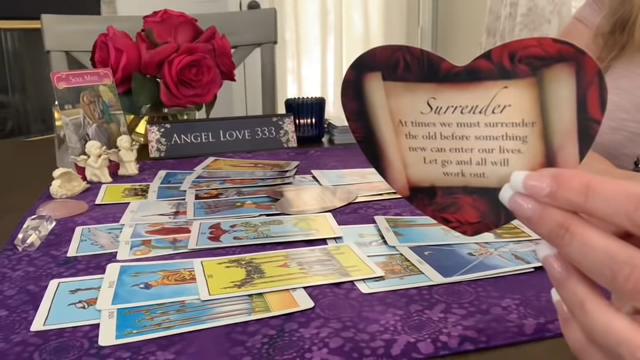 SOUL MATE
ANGEL LOVE 333
Surrender
At times we must surrender
the old before something
new can enter our lives.
Let go and all will
work out.